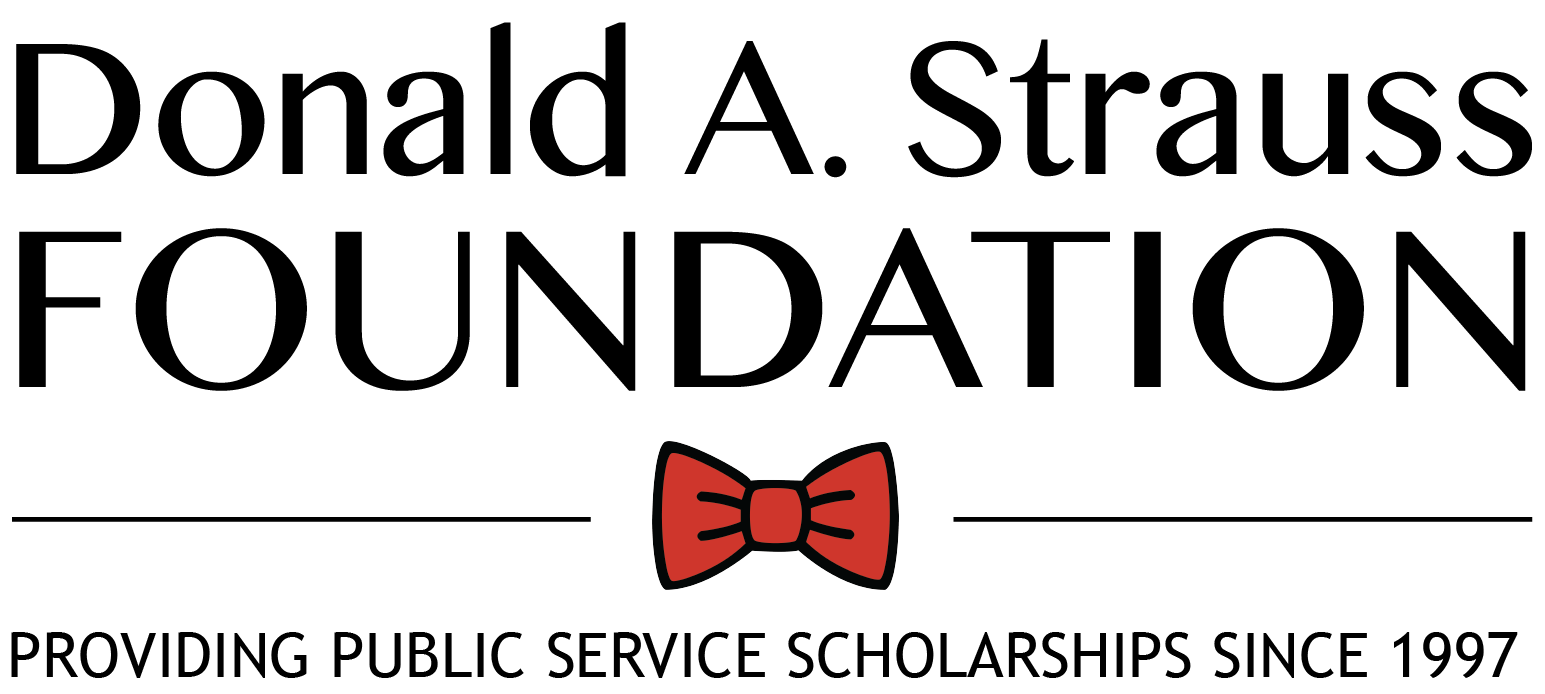 Donald A. Strauss
FOUNDATION
PROVIDING PUBLIC SERVICE SCHOLARSHIPS SINCE 1997